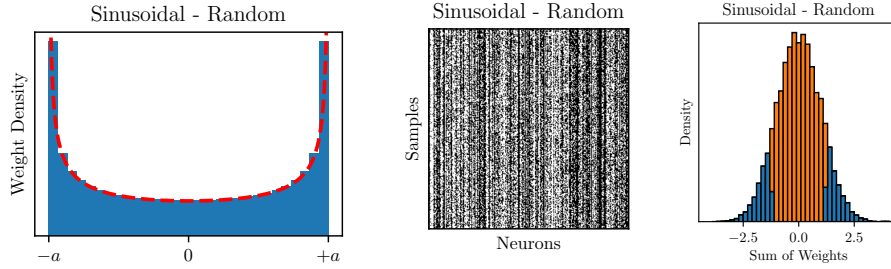 Sinusoidal - Random
Weight Density
−a
0
+a
Sinusoidal - Random
Samples
Neurons
Sinusoidal - Random
Density
−2.5
0.0
2.5
Sum of Weights